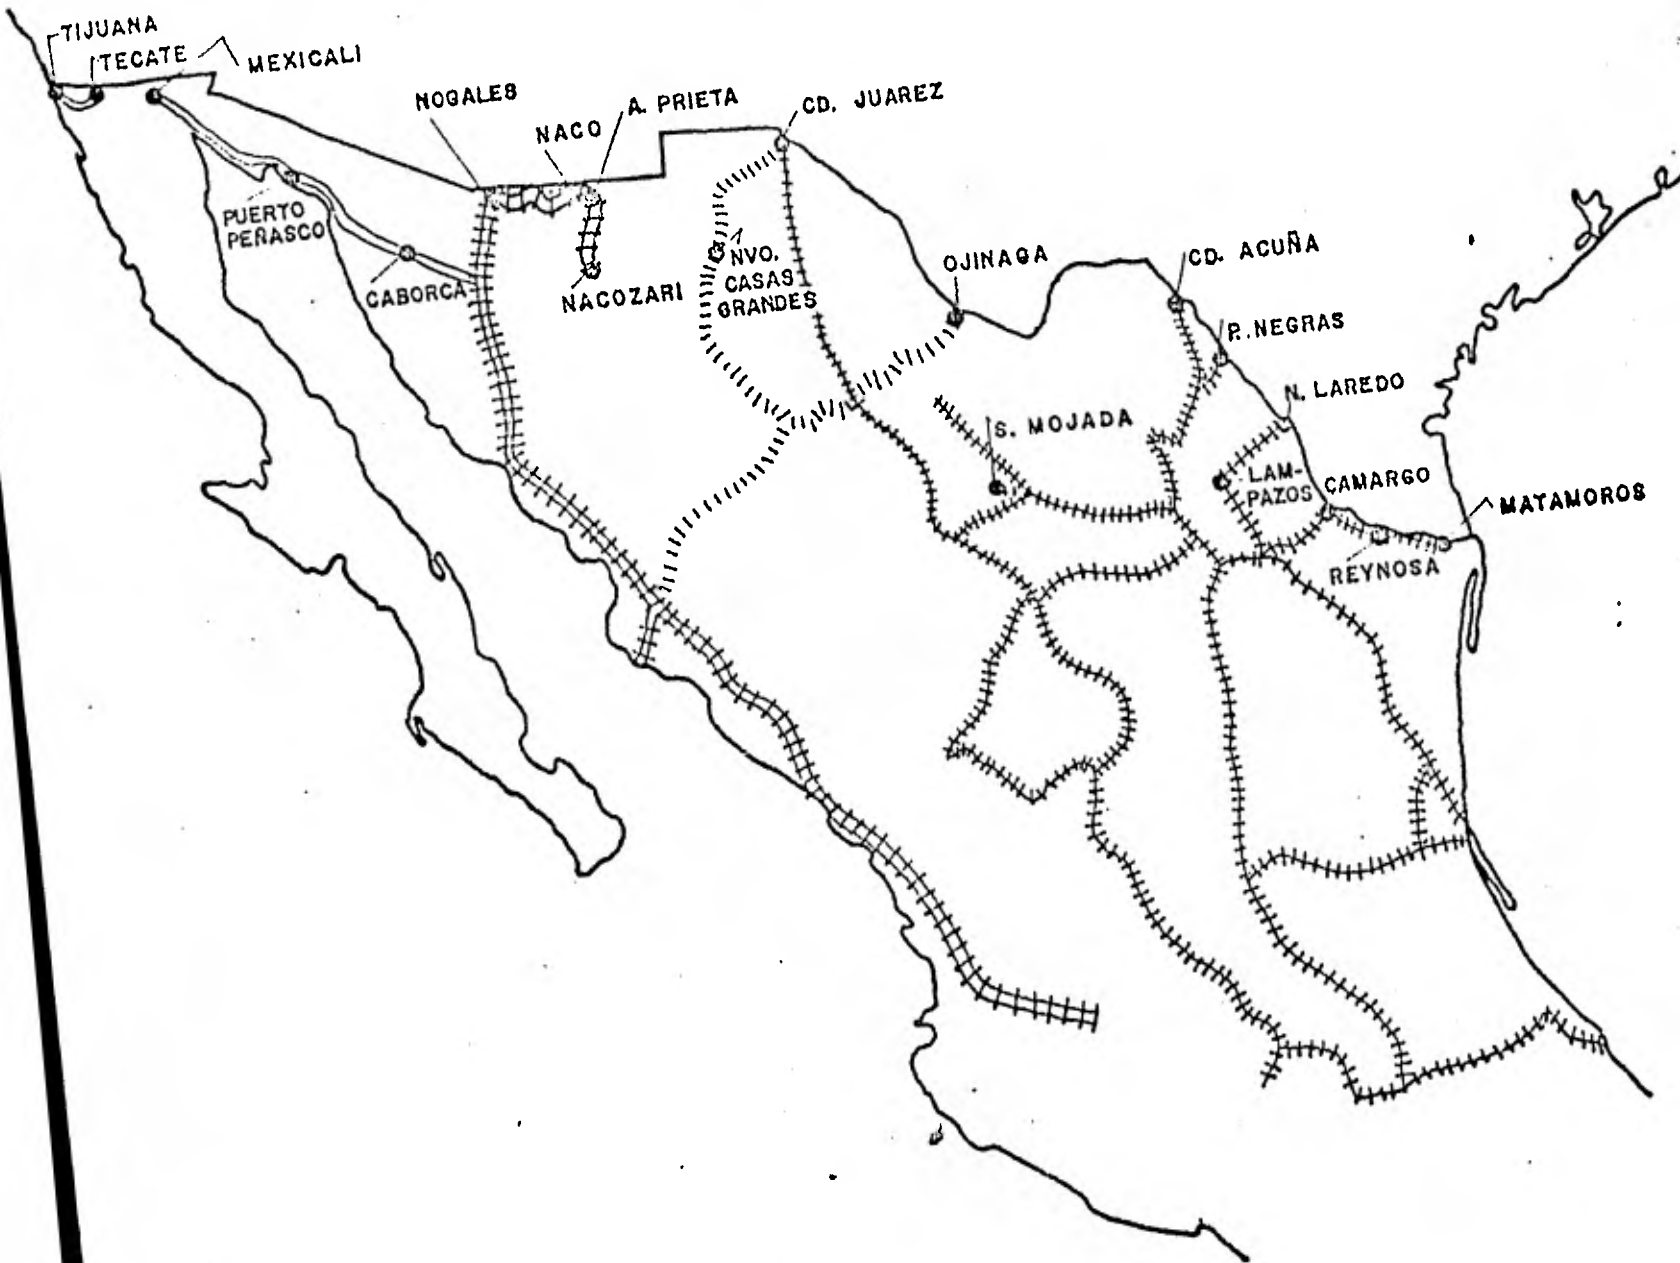 TIJUANA
TECATE
MEXICALI
NOGALES
NACO
A. PRIETA
CD. JUAREZ
PUERTO
PEÑASCO
CABORCA
NACOZARI
NVO.
CASAS
GRANDES
OJINAGA
CD. ACUÑA
P. NEGRAS
N. LAREDO
S. MOJADA
LAM-
PAZOS
CAMARGO
MATAMOROS
REYNOSA